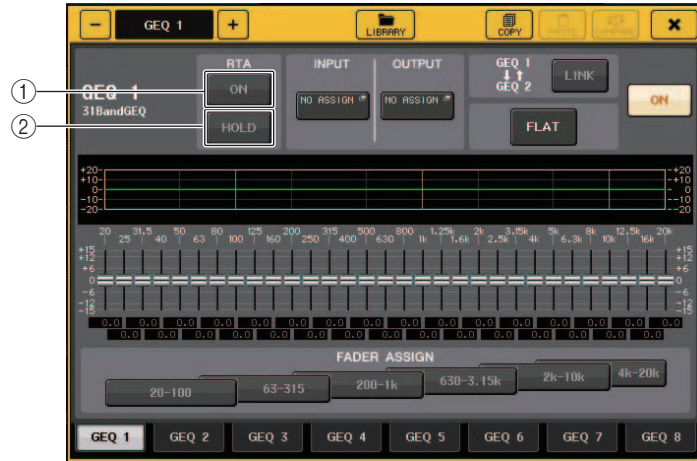 − GEQ 1 + LIBRARY COPY PASTE COMPARE ×
RTA INPUT OUTPUT GEQ 1
① ON NO ASSIGN NO ASSIGN ↓↑ LINK
GEQ 1 GEQ 2 ON
31BandGEQ
② HOLD FLAT
+20 +20
+10 +10
0 0
-10 -10
-20 -20
20 31.5 50 80 125 200 315 500 800 1.25k 2k 3.15k 5k 8k 12.5k 20k
25 40 63 100 160 250 400 630 1k 1.6k 2.5k 4k 6.3k 10k 16k
+15 +15
+12 +12
+6 +6
0 0
-6 -6
-12 -12
-15 -15
0.0 0.0 0.0 0.0 0.0 0.0 0.0 0.0 0.0 0.0 0.0 0.0 0.0 0.0 0.0 0.0
0.0 0.0 0.0 0.0 0.0 0.0 0.0 0.0 0.0 0.0 0.0 0.0 0.0 0.0 0.0
FADER ASSIGN
20-100 63-315 200-1k 630-3.15k 2k-10k 4k-20k
GEQ 1 GEQ 2 GEQ 3 GEQ 4 GEQ 5 GEQ 6 GEQ 7 GEQ 8